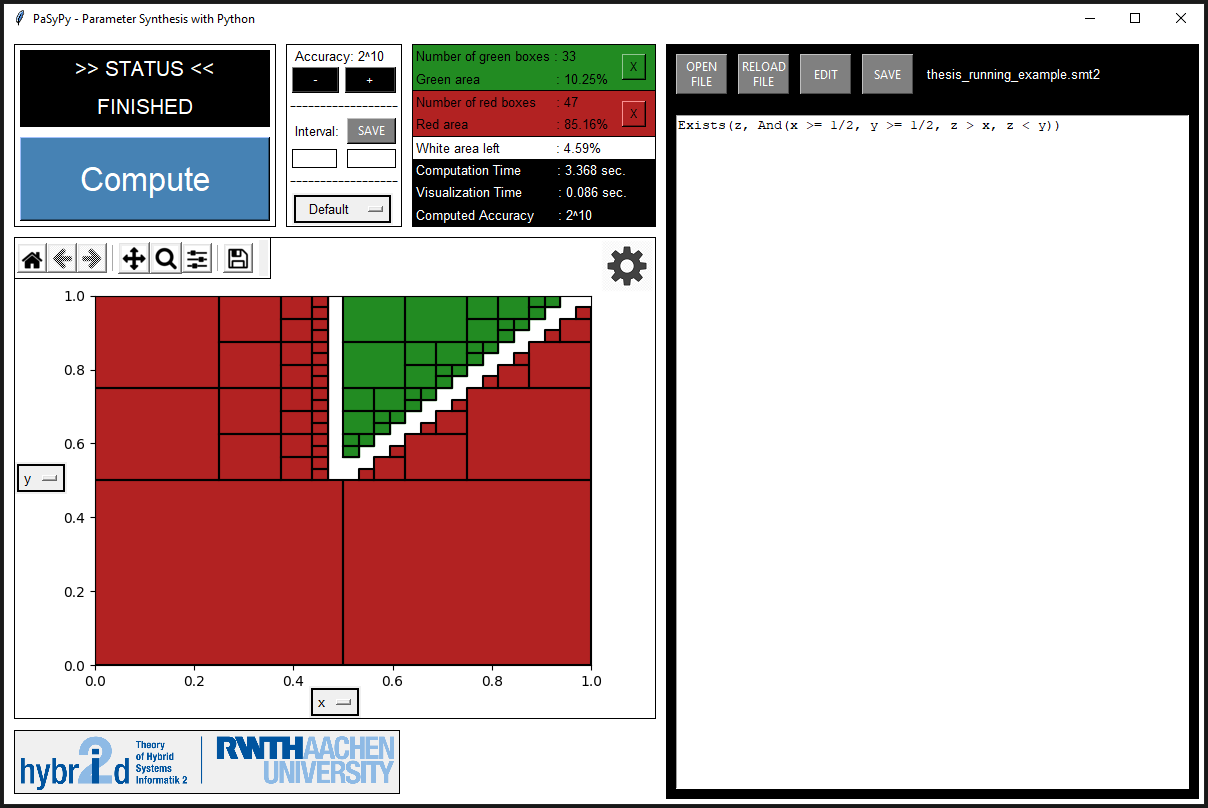 PaSyPy - Parameter Synthesis with Python
>> STATUS <<
FINISHED
Compute
Accuracy: 2^10
- +
Interval: SAVE
Default
Number of green boxes : 33
Green area : 10.25%
X
Number of red boxes : 47
Red area : 85.16%
X
White area left : 4.59%
Computation Time : 3.368 sec.
Visualization Time : 0.086 sec.
Computed Accuracy : 2^10
OPEN
FILE
RELOAD
FILE
EDIT
SAVE
thesis_running_example.smt2
Exists(z, And(x >= 1/2, y >= 1/2, z > x, z < y))
1.0
0.8
0.6
y
0.4
0.2
0.0
0.0 0.2 0.4 0.6 0.8 1.0
x
hybr2id
Theory
of Hybrid
Systems
Informatik 2
RWTHAACHEN
UNIVERSITY